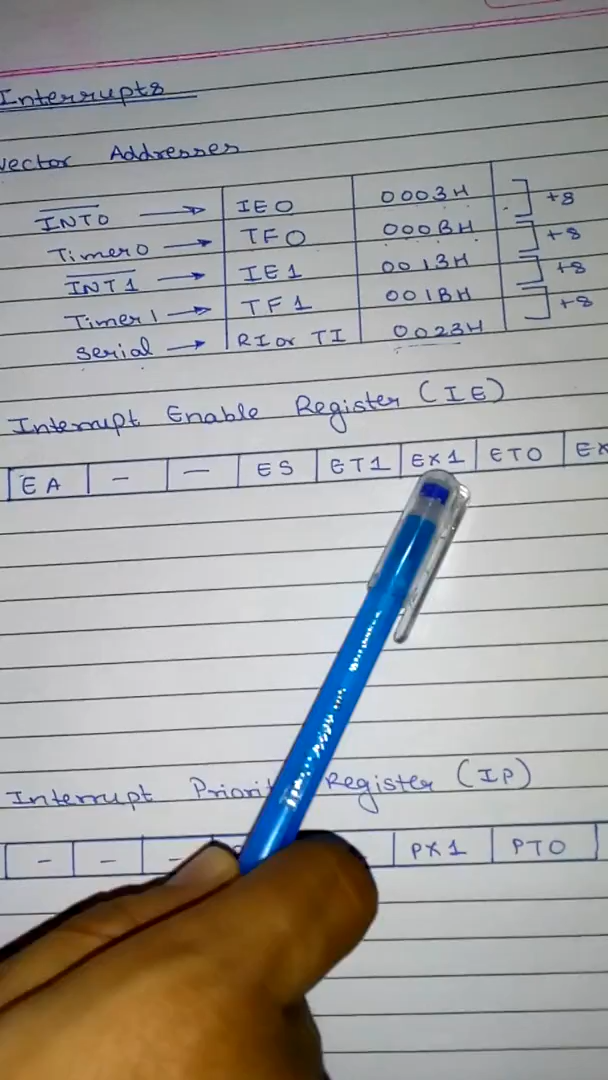 Interrupts
Vector Addresses
INT0 → IE0 0003H +8
Timer0 → TF0 000BH +8
INT1 → IE1 0013H +8
Timer1 → TF1 001BH +8
Serial → RI or TI 0023H
Interrupt Enable Register (IE)
EA - - ES ET1 EX1 ET0 EX
Interrupt Register (IP)
- - - PX1 PT0